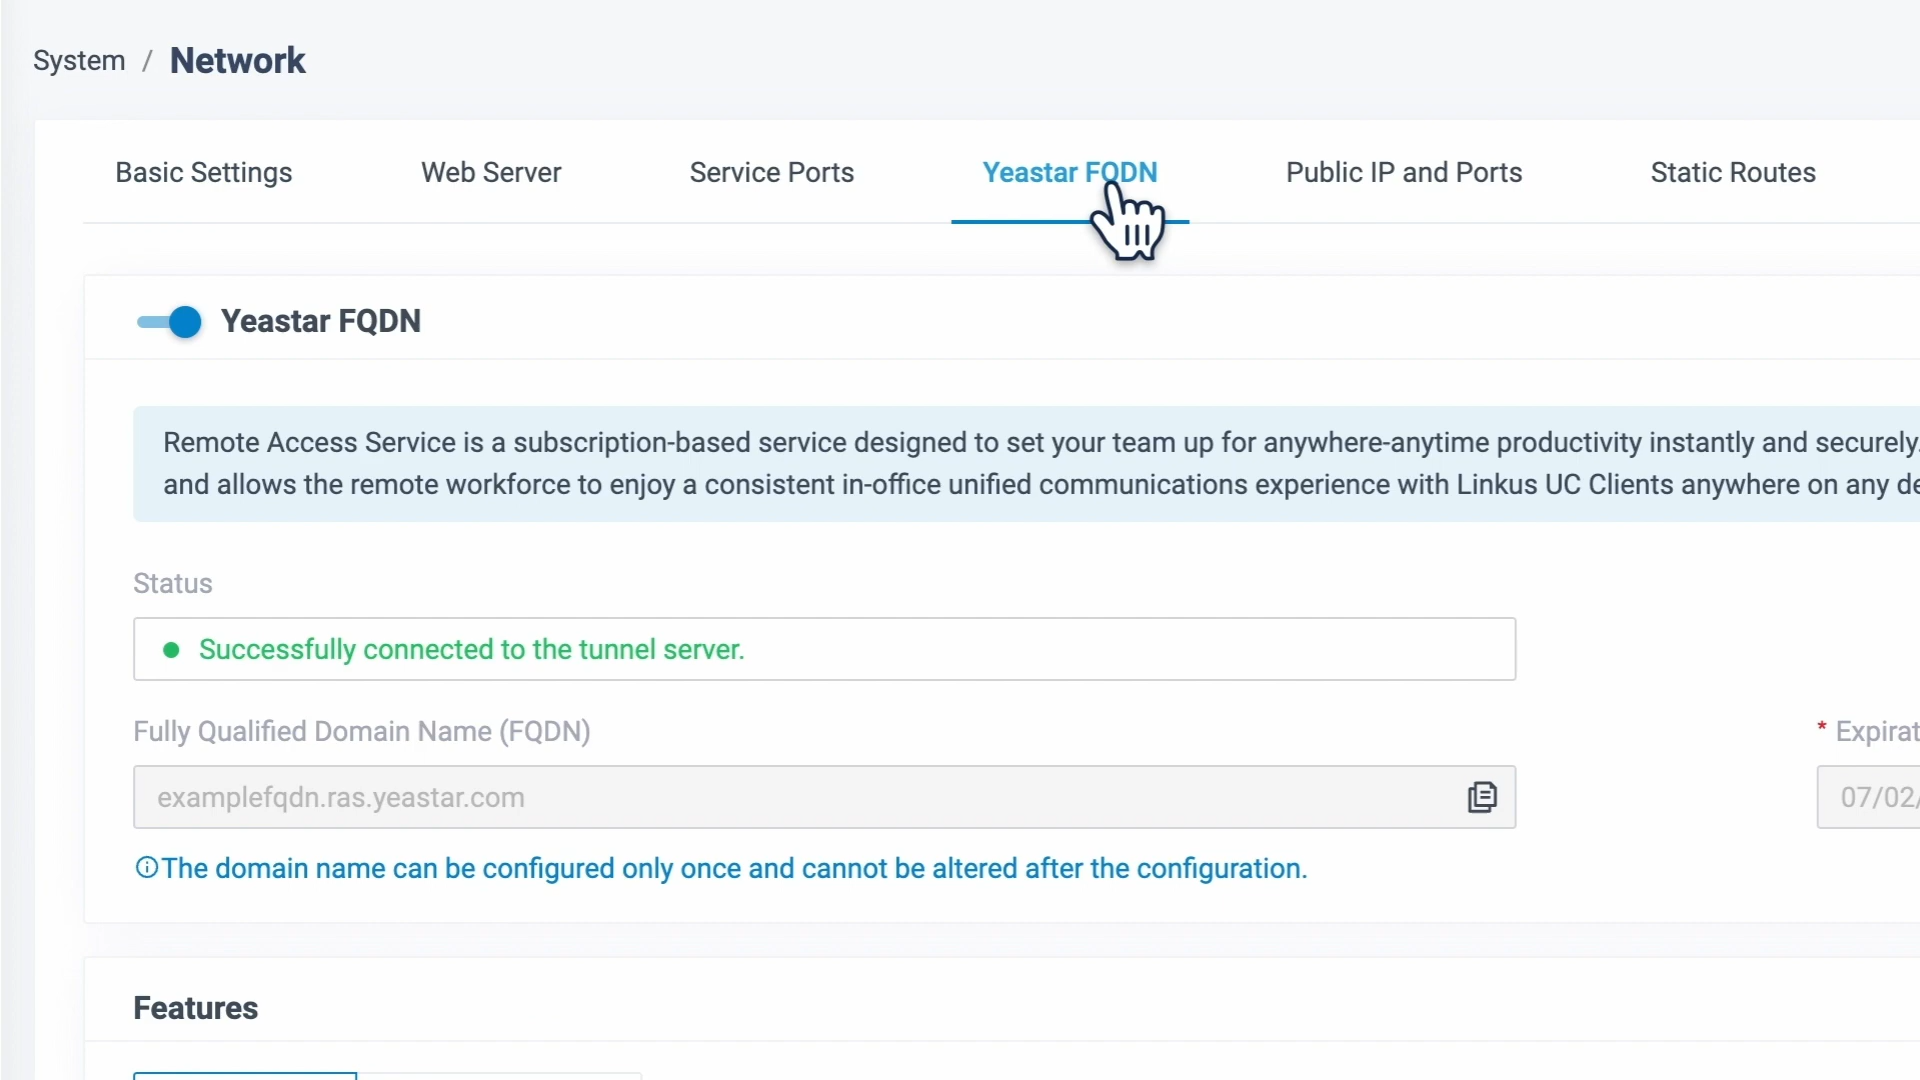 System / Network
Basic Settings
Web Server
Service Ports
Yeastar FQDN
Public IP and Ports
Static Routes
Yeastar FQDN
Remote Access Service is a subscription-based service designed to set your team up for anywhere-anytime productivity instantly and securely.
and allows the remote workforce to enjoy a consistent in-office unified communications experience with Linkus UC Clients anywhere on any de
Status
Successfully connected to the tunnel server.
Fully Qualified Domain Name (FQDN)
* Expirat
examplefqdn.ras.yeastar.com
07/02/
The domain name can be configured only once and cannot be altered after the configuration.
Features